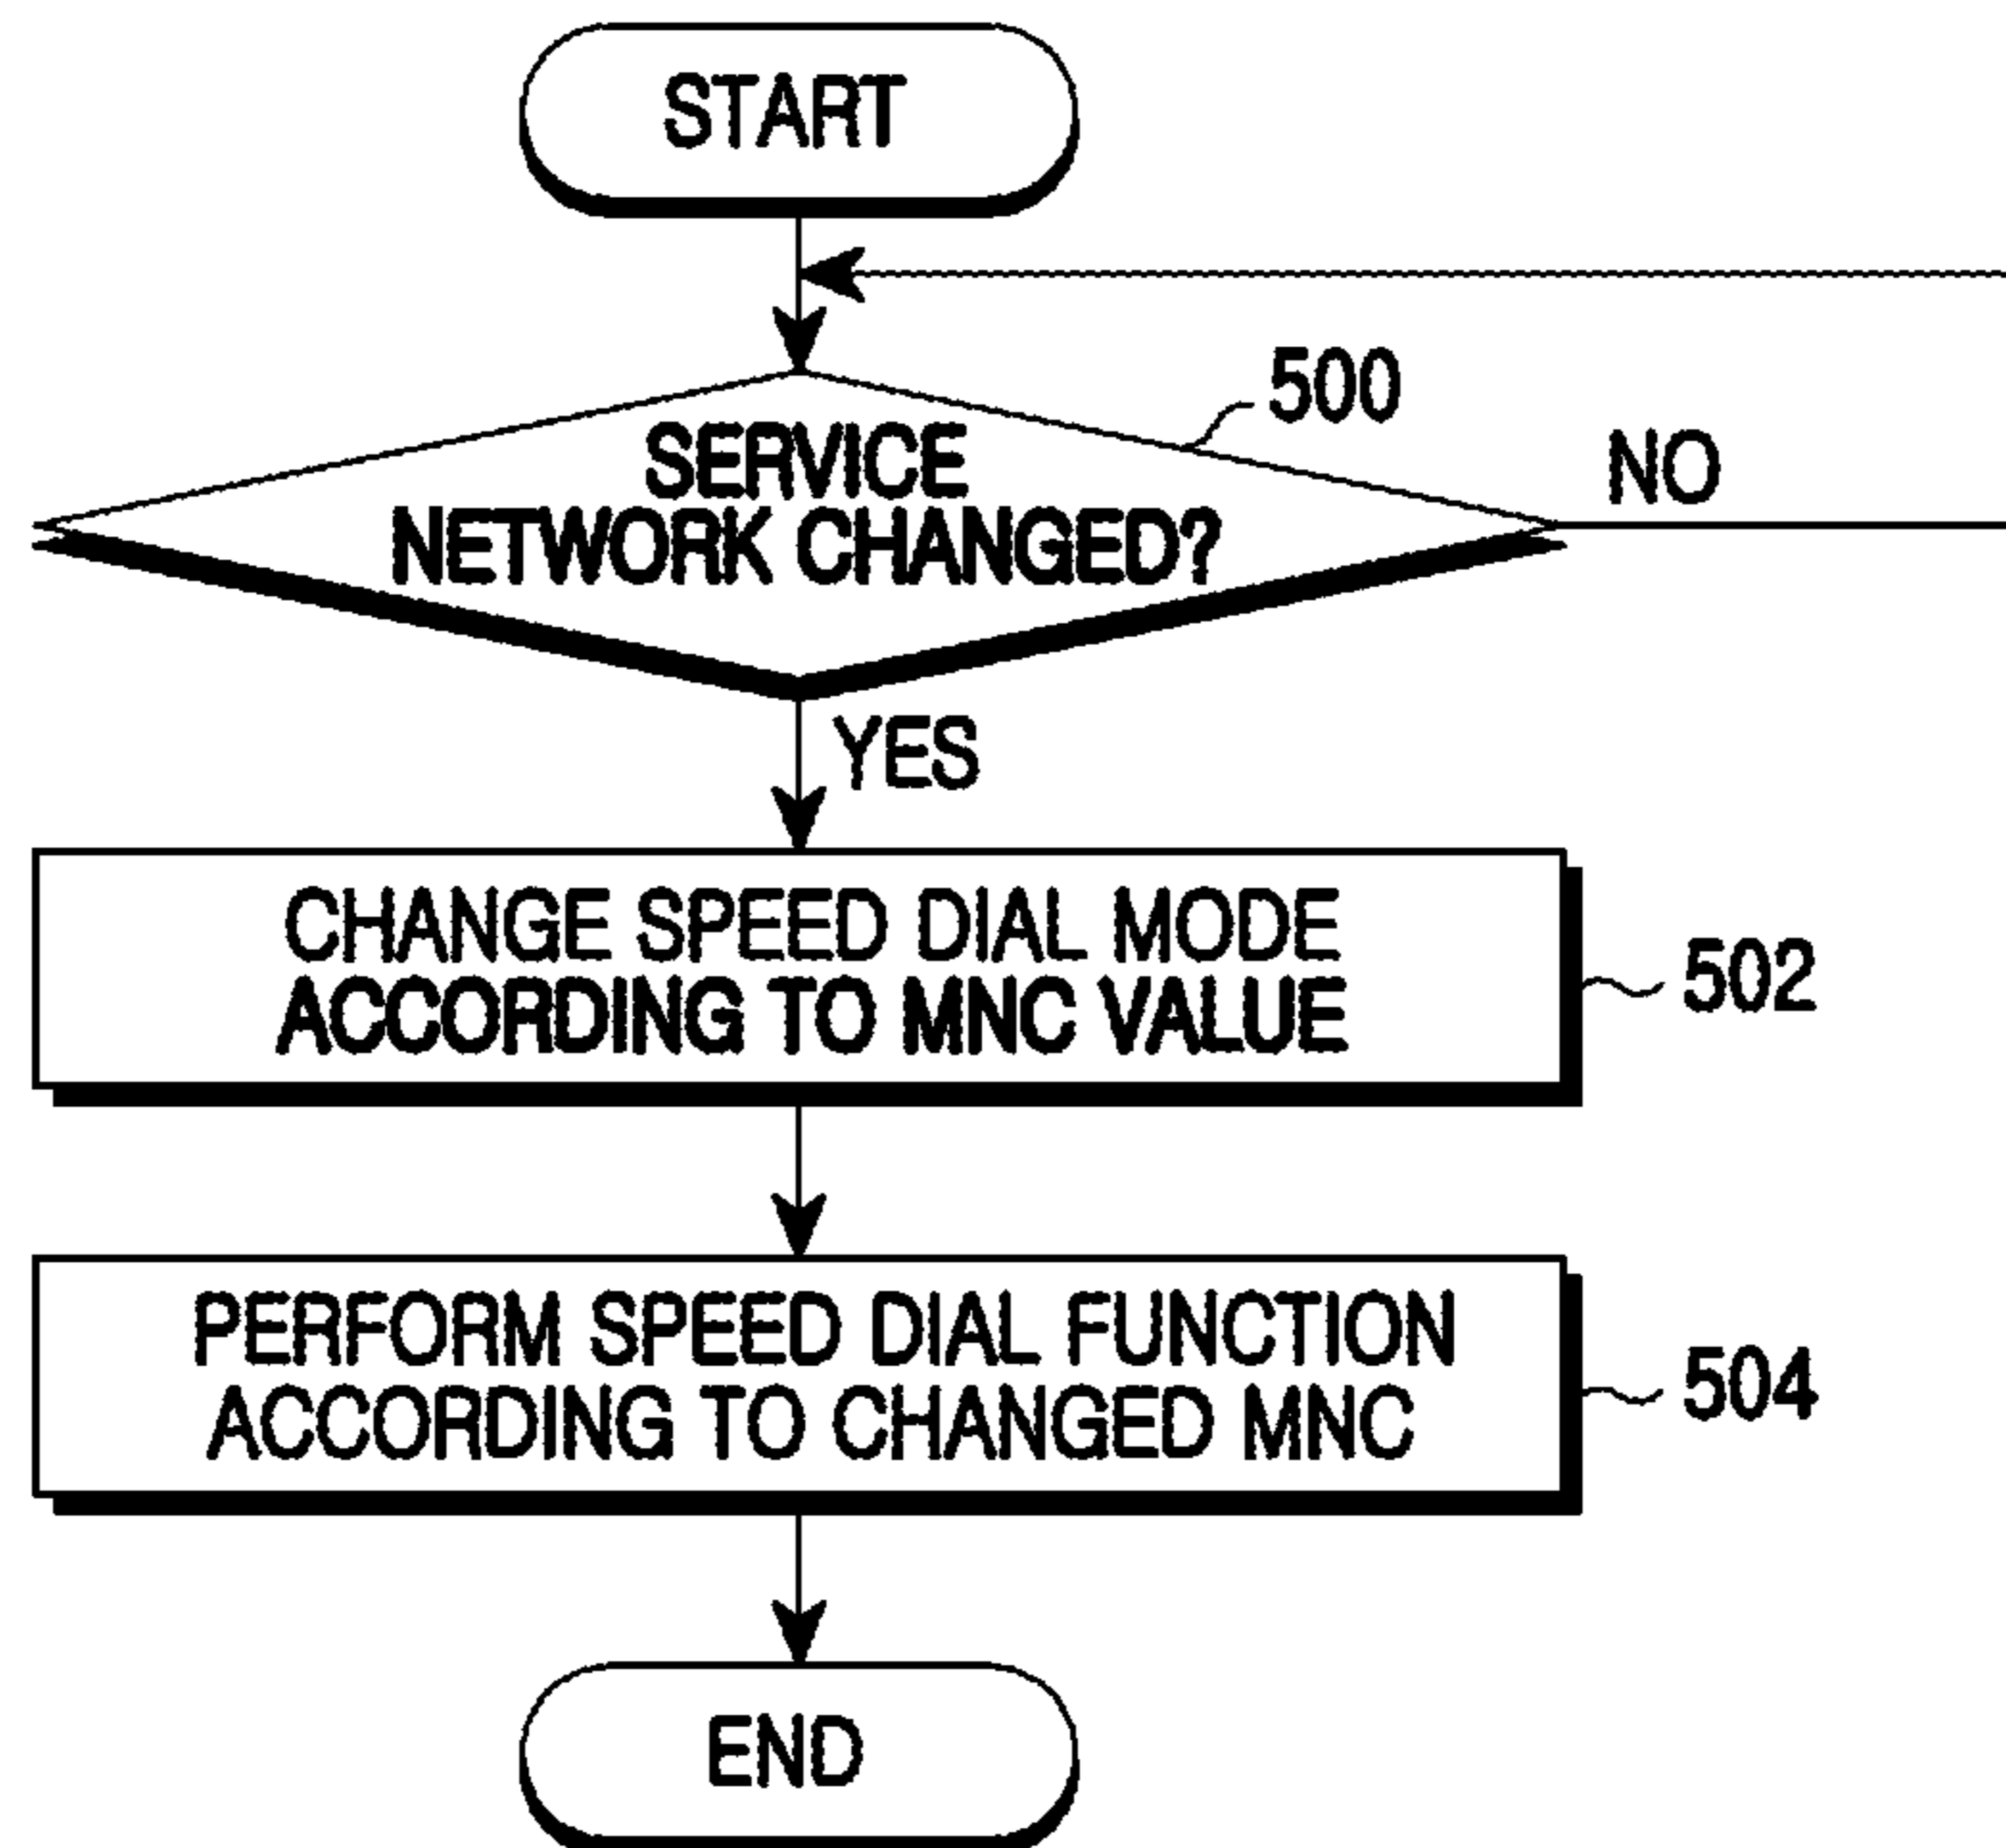 START
500
SERVICE
NETWORK CHANGED?
NO
YES
CHANGE SPEED DIAL MODE
ACCORDING TO MNC VALUE
502
PERFORM SPEED DIAL FUNCTION
ACCORDING TO CHANGED MNC
504
END